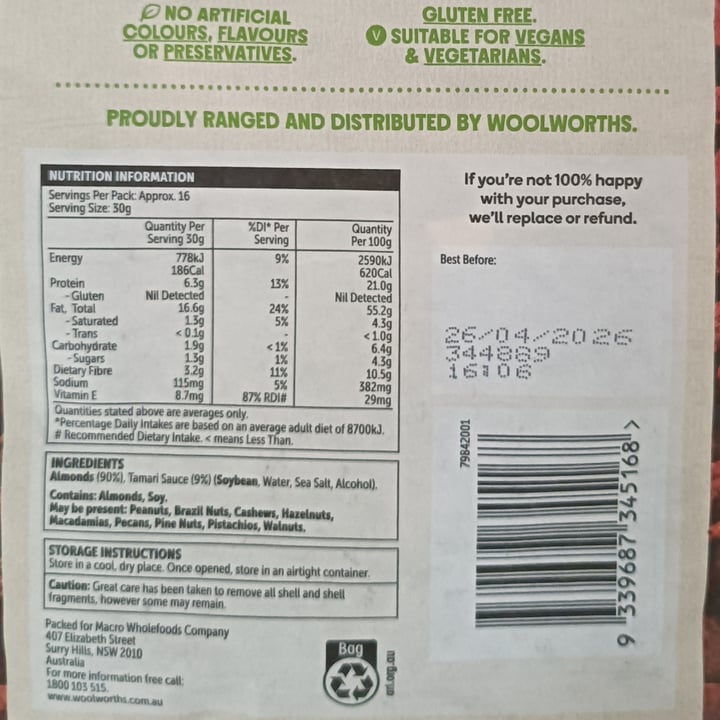 NO ARTIFICIAL
COLOURS, FLAVOURS
OR PRESERVATIVES.
GLUTEN FREE.
V SUITABLE FOR VEGANS
& VEGETARIANS.
PROUDLY RANGED AND DISTRIBUTED BY WOOLWORTHS.
NUTRITION INFORMATION
Servings Per Pack: Approx. 16
Serving Size: 30g
Quantity Per Serving 30g %DI* Per Serving Quantity Per 100g
Energy 778kJ 9% 2590kJ
186Cal 620Cal
Protein 6.3g 13% 21.0g
-Gluten Nil Detected - Nil Detected
Fat, Total 16.6g 24% 55.2g
-Saturated 1.3g 5% 4.3g
-Trans <0.1g - <1.0g
Carbohydrate 1.9g <1% 6.4g
-Sugars 1.3g 1% 4.3g
Dietary Fibre 3.2g 11% 10.5g
Sodium 115mg 5% 382mg
Vitamin E 8.7mg 87% RDI# 29mg
Quantities stated above are averages only.
*Percentage Daily Intakes are based on an average adult diet of 8700kJ.
# Recommended Dietary Intake. < means Less Than.
INGREDIENTS
Almonds (90%), Tamari Sauce (9%) (Soybean, Water, Sea Salt, Alcohol).
Contains: Almonds, Soy.
May be present: Peanuts, Brazil Nuts, Cashews, Hazelnuts,
Macadamias, Pecans, Pine Nuts, Pistachios, Walnuts.
STORAGE INSTRUCTIONS
Store in a cool, dry place. Once opened, store in an airtight container.
Caution: Great care has been taken to remove all shell and shell
fragments, however some may remain.
Packed for Macro Wholefoods Company
407 Elizabeth Street
Surry Hills, NSW 2010
Australia
For more information free call:
1800 103 515.
www.woolworths.com.au
Bag
arl.org.au
If you're not 100% happy
with your purchase,
we'll replace or refund.
Best Before:
26/04/2026
344889
16:06
79842001
9 339687 345168 >